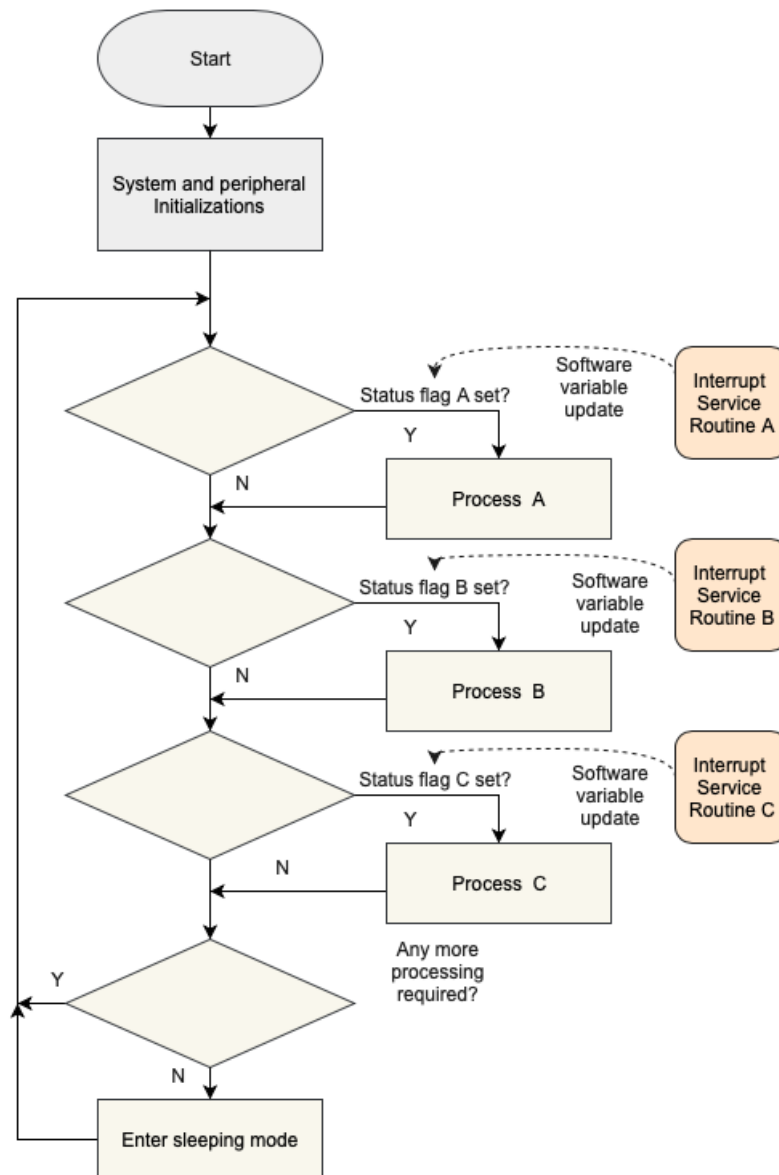 Start
System and peripheral
Initializations
Status flag A set?
Software
variable
update
Interrupt
Service
Routine A
Y
N
Process A
Status flag B set?
Software
variable
update
Interrupt
Service
Routine B
Y
N
Process B
Status flag C set?
Software
variable
update
Interrupt
Service
Routine C
Y
N
Process C
Any more
processing
required?
Y
N
Enter sleeping mode